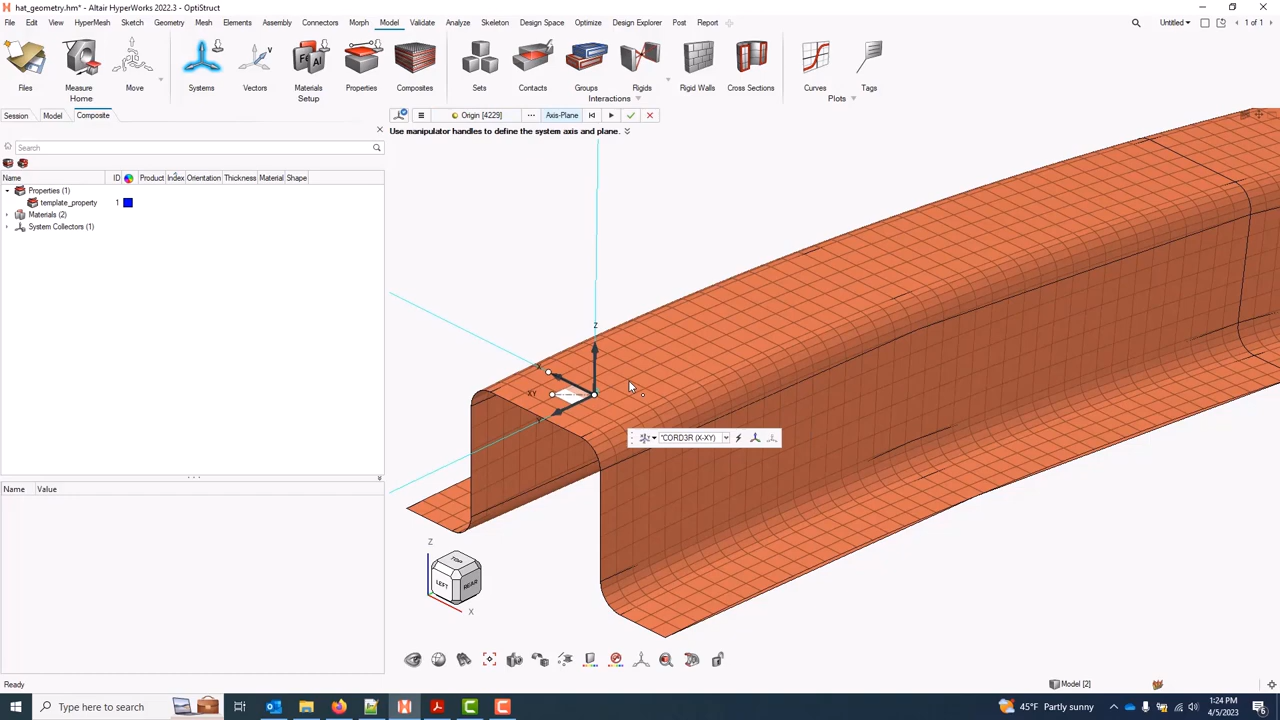 hat_geometry.hm* - Altair HyperWorks 2022.3 - OptiStruct
File Edit View HyperMesh Sketch Geometry Mesh Elements Assembly Connectors Morph Model Validate Analyze Skeleton Design Space Optimize Design Explorer Post Report Untitled 1 of 1
Files Measure Move Systems Vectors Materials Properties Composites Sets Contacts Groups Rigids Rigid Walls Cross Sections Curves Tags
Home Setup Interactions Plots
Session Model Composite
Origin [4229] ... Axis-Plane
Use manipulator handles to define the system axis and plane.
Search
Name ID Product Index Orientation Thickness Material Shape
Properties (1)
template_property 1
Materials (2)
System Collectors (1)
Z
X
XY
Y
*CORD3R (X-XY)
Name Value
Z
TOP
LEFT REAR
X
Ready
Model [2]
Type here to search
45°F Partly sunny
1:24 PM
4/5/2023
6